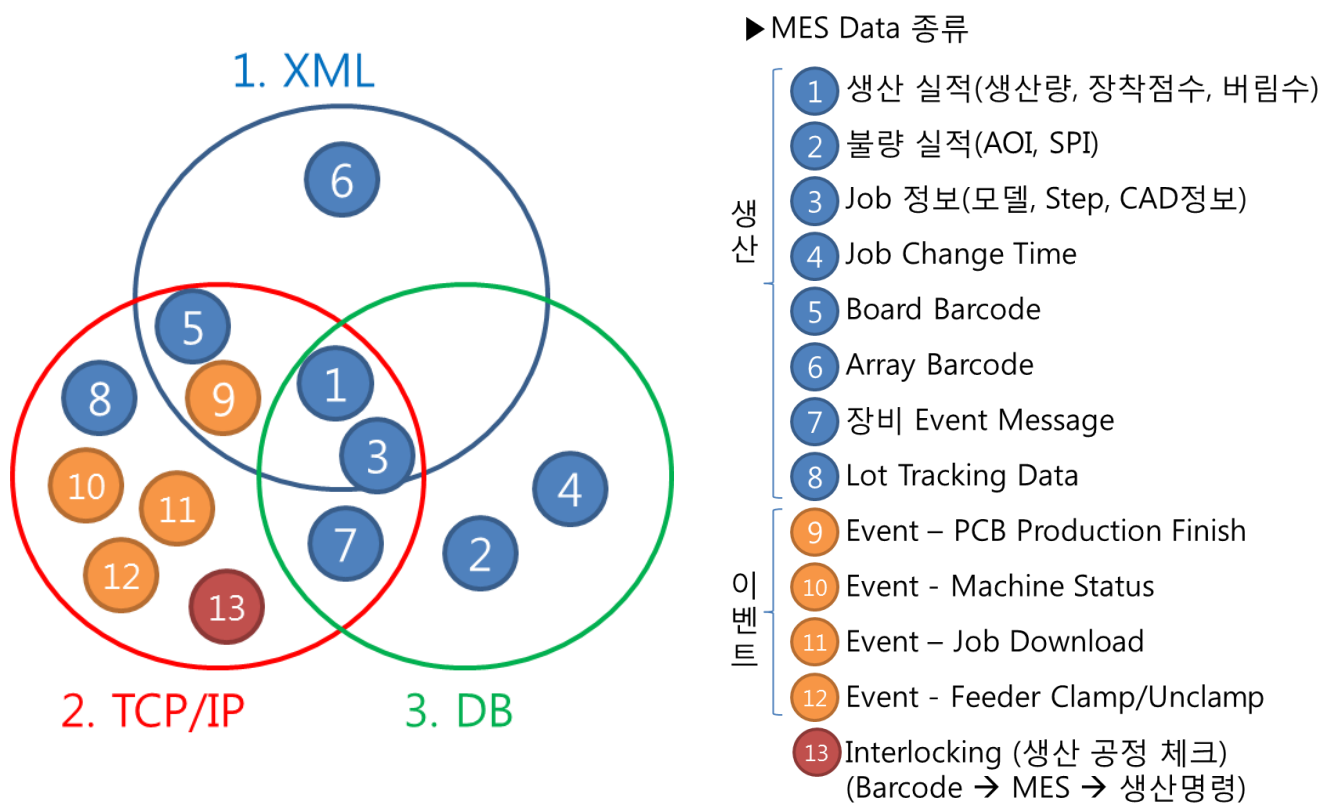 1. XML
6
5
9
1
8
3
10
11
4
7
2
12
13
2. TCP/IP
3. DB
▶MES Data 종류
생산
1 생산 실적(생산량, 장착점수, 버림수)
2 불량 실적(AOI, SPI)
3 Job 정보(모델, Step, CAD정보)
4 Job Change Time
5 Board Barcode
6 Array Barcode
7 장비 Event Message
8 Lot Tracking Data
이벤트
9 Event – PCB Production Finish
10 Event - Machine Status
11 Event – Job Download
12 Event - Feeder Clamp/Unclamp
13 Interlocking (생산 공정 체크)
(Barcode → MES → 생산명령)